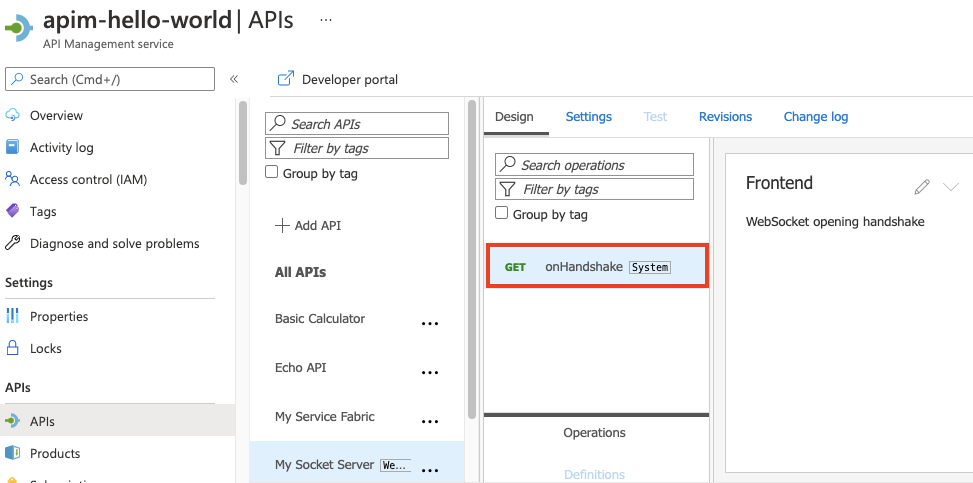 apim-hello-world | APIs ...
API Management service
Search (Cmd+/)
«
Overview
Activity log
Access control (IAM)
Tags
Diagnose and solve problems
Settings
Properties
Locks
APIs
APIs
Products
Developer portal
Search APIs
Filter by tags
Group by tag
+ Add API
All APIs
Basic Calculator ...
Echo API ...
My Service Fabric ...
My Socket Server We... ...
Design Settings Test Revisions Change log
Search operations
Filter by tags
Group by tag
GET onHandshake System
Operations
Definitions
Frontend
WebSocket opening handshake